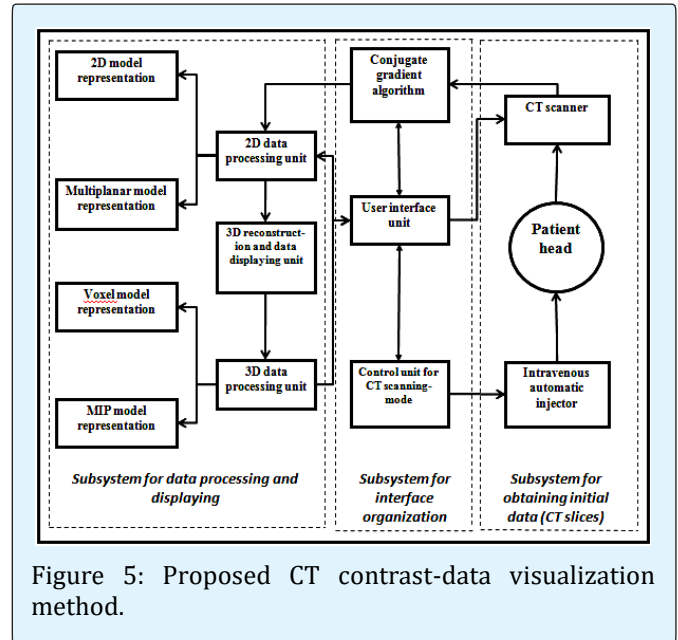 2D model
representation
Multiplanar model
representation
Voxel model
representation
MIP model
representation
2D data
processing unit
3D reconstruct-
ion and data
displaying unit
3D data
processing unit
Subsystem for data processing and
displaying
Conjugate
gradient
algorithm
User interface
unit
Control unit for
CT scanning-
mode
Subsystem for
interface
organization
CT scanner
Patient
head
Intravenous
automatic
injector
Subsystem for
obtaining initial
data (CT slices)
Figure 5: Proposed CT contrast-data visualization
method.